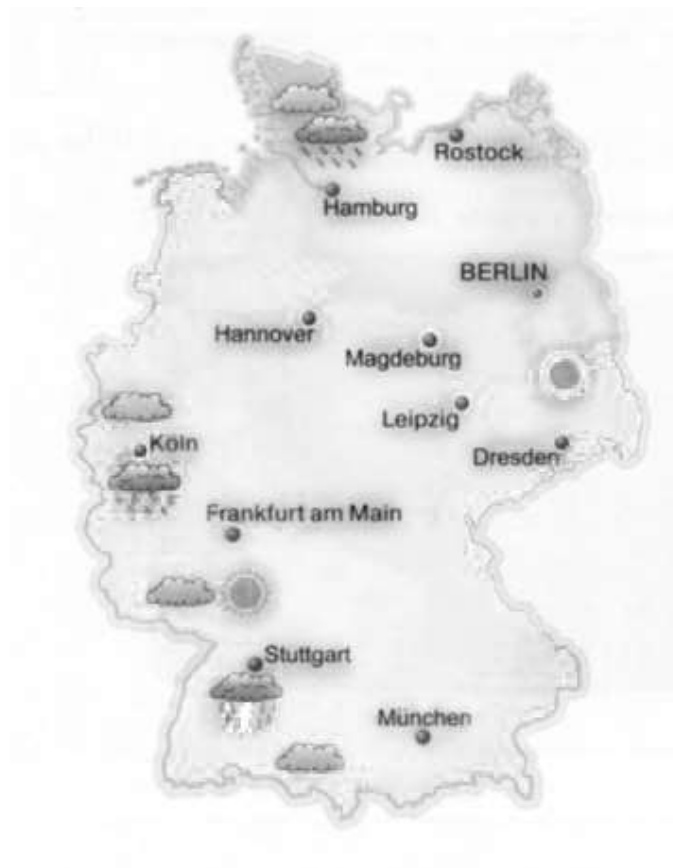 Rostock
Hamburg
BERLIN
Hannover
Magdeburg
Leipzig
Köln
Dresden
Frankfurt am Main
Stuttgart
München